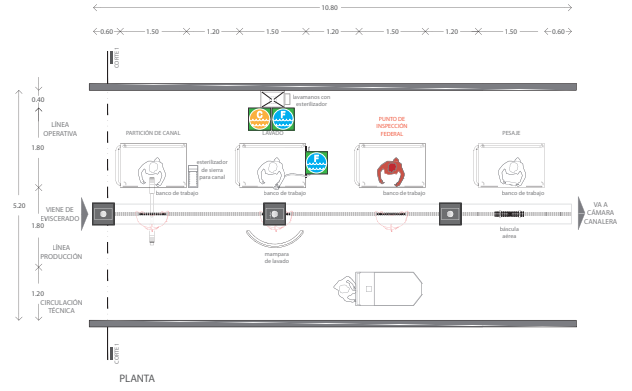 10.80
0.60
1.50
1.20
1.50
1.20
1.50
1.20
1.50
0.60
CORTE I
0.40
lavamanos con
esterilizador
C
F
LÍNEA
OPERATIVA
PARTICIÓN DE CANAL
LAVADO
PUNTO DE
INSPECCIÓN
FEDERAL
PESAJE
1.80
F
esterilizador
de sierra
para canal
banco de trabajo
banco de trabajo
banco de trabajo
banco de trabajo
5.20
VIENE DE
EVISCERADO
VA A
CÁMARA
CANALERA
1.80
báscula
aérea
LÍNEA
PRODUCCIÓN
mampara
de lavado
1.20
CIRCULACIÓN
TÉCNICA
CORTE I
PLANTA